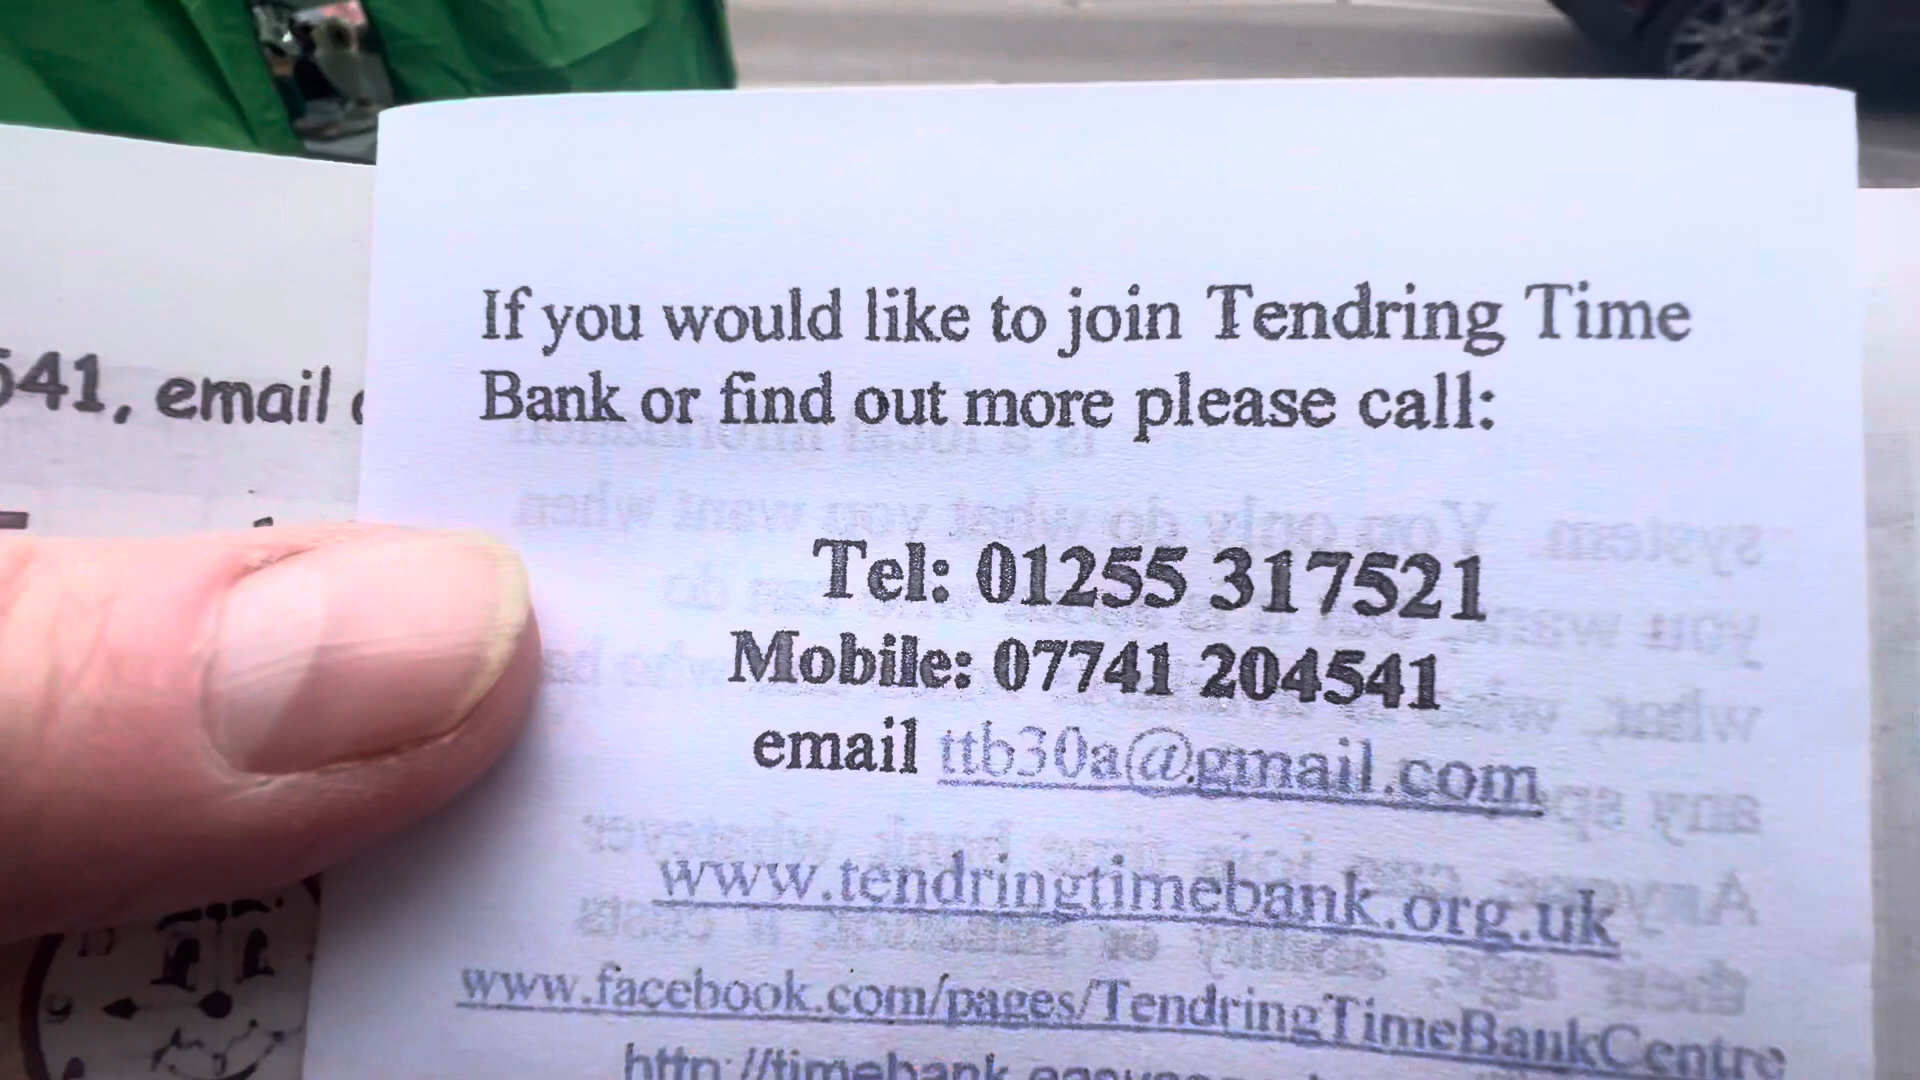 541, email
If you would like to join Tendring Time
Bank or find out more please call:
Tel: 01255 317521
Mobile: 07741 204541
email ttb30a@gmail.com
www.tendringtimebank.org.uk
www.facebook.com/pages/TendringTimeBankCentre